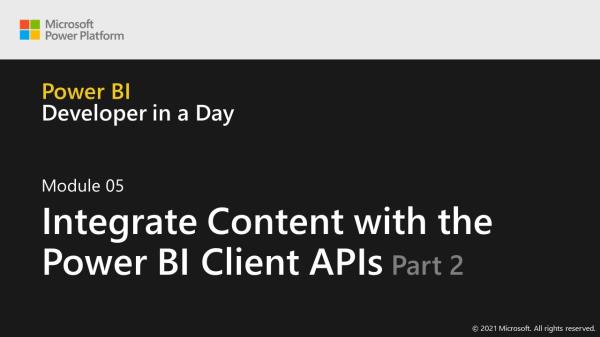 Microsoft
Power Platform
Power BI
Developer in a Day
Module 05
Integrate Content with the
Power BI Client APIs Part 2
© 2021 Microsoft. All rights reserved.